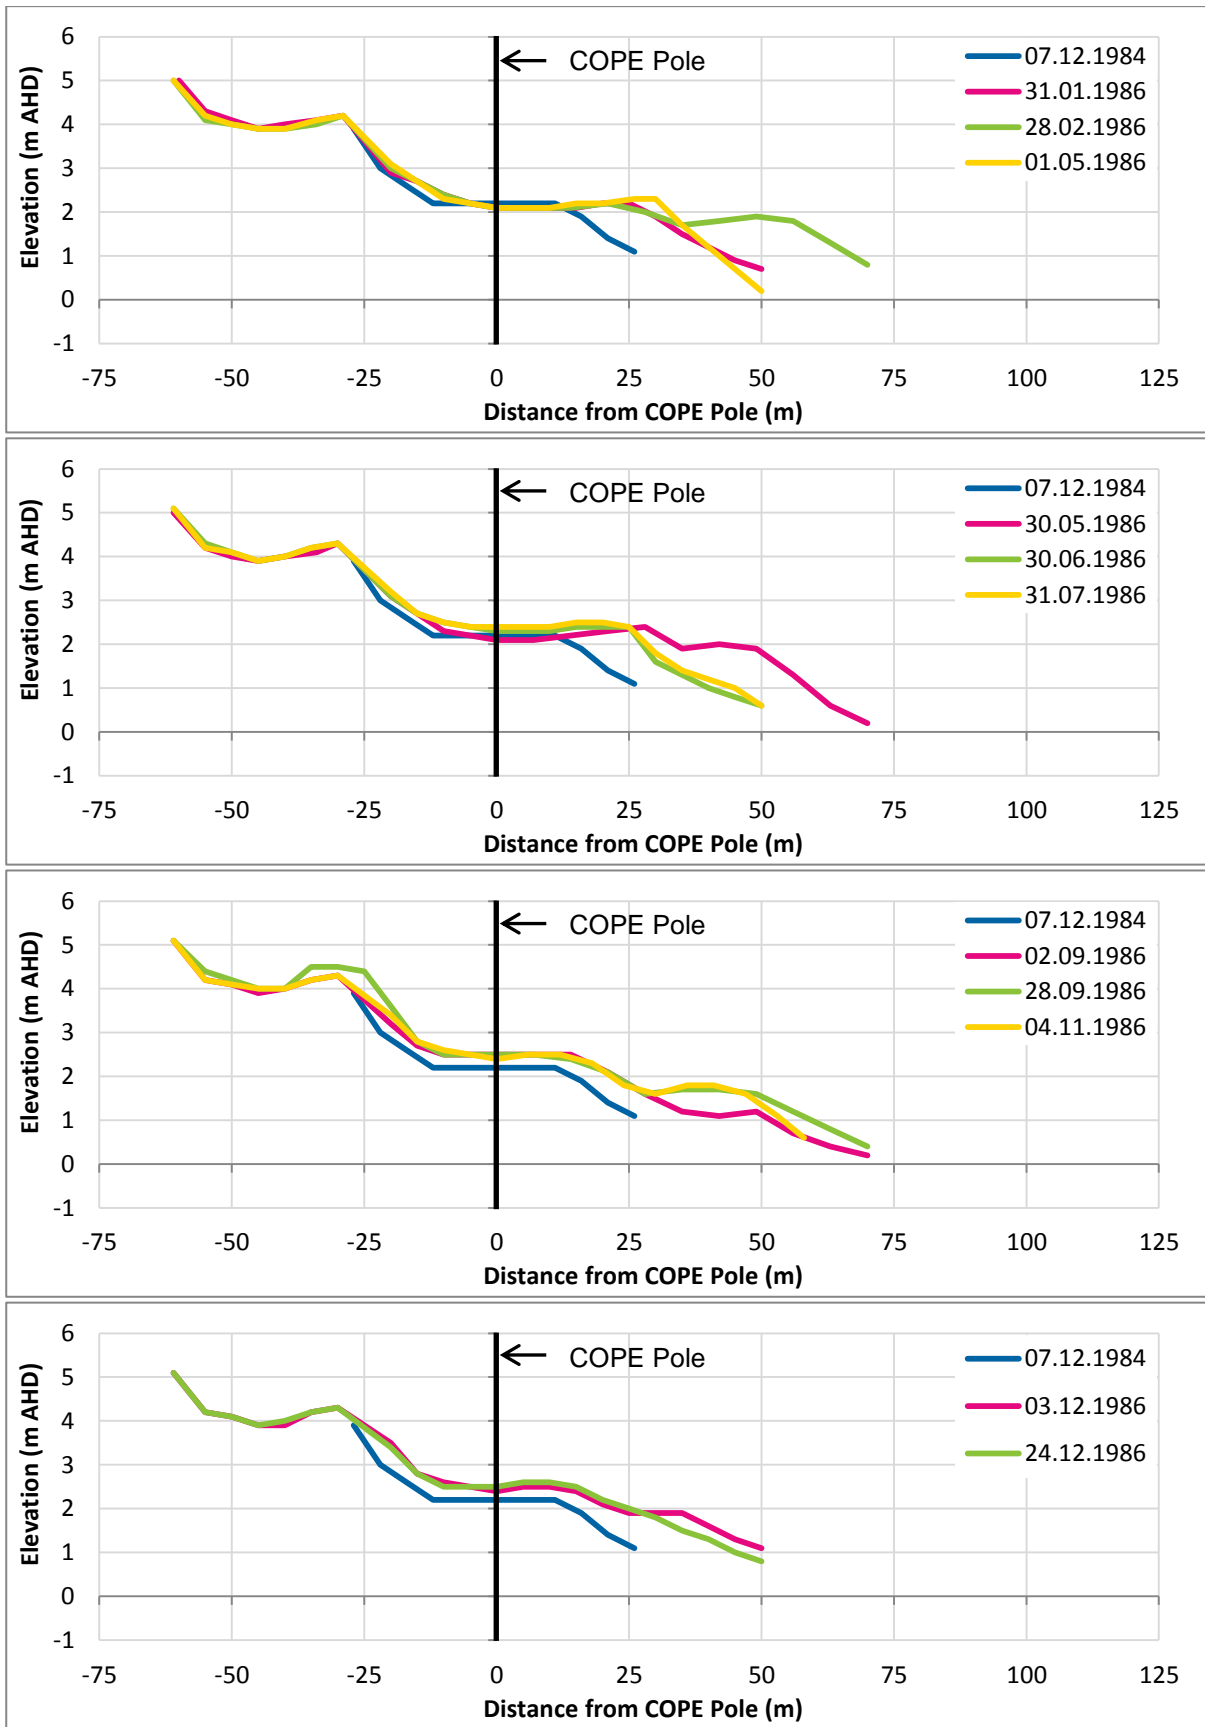 6
5
4
3
2
1
0
-1
Elevation (m AHD)
COPE Pole
07.12.1984
31.01.1986
28.02.1986
01.05.1986
-75 -50 -25 0 25 50 75 100 125
Distance from COPE Pole (m)
6
5
4
3
2
1
0
-1
Elevation (m AHD)
COPE Pole
07.12.1984
30.05.1986
30.06.1986
31.07.1986
-75 -50 -25 0 25 50 75 100 125
Distance from COPE Pole (m)
6
5
4
3
2
1
0
-1
Elevation (m AHD)
COPE Pole
07.12.1984
02.09.1986
28.09.1986
04.11.1986
-75 -50 -25 0 25 50 75 100 125
Distance from COPE Pole (m)
6
5
4
3
2
1
0
-1
Elevation (m AHD)
COPE Pole
07.12.1984
03.12.1986
24.12.1986
-75 -50 -25 0 25 50 75 100 125
Distance from COPE Pole (m)